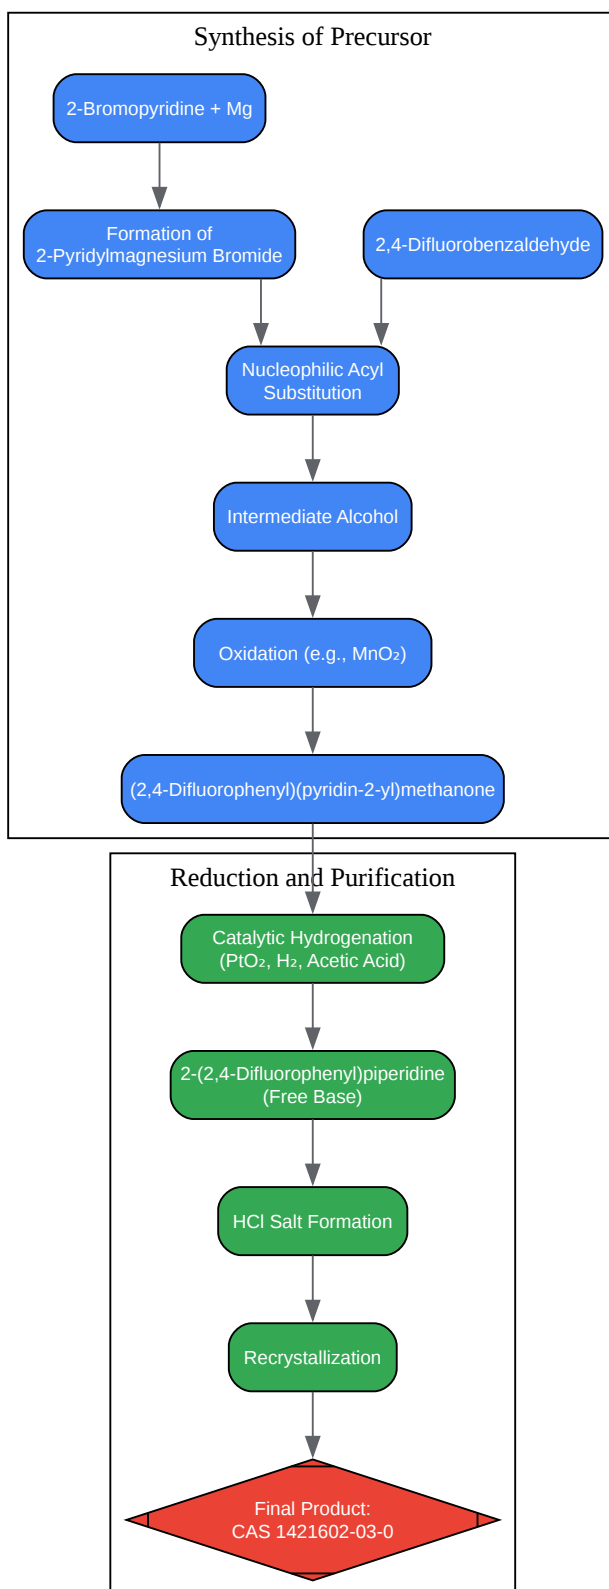 Synthesis of Precursor
2-Bromopyridine + Mg
Formation of
2-Pyridylmagnesium Bromide
2,4-Difluorobenzaldehyde
Nucleophilic Acyl
Substitution
Intermediate Alcohol
Oxidation (e.g., MnO₂)
(2,4-Difluorophenyl)(pyridin-2-yl)methanone
Reduction and Purification
Catalytic Hydrogenation
(PtO₂, H₂, Acetic Acid)
2-(2,4-Difluorophenyl)piperidine
(Free Base)
HCl Salt Formation
Recrystallization
Final Product:
CAS 1421602-03-0